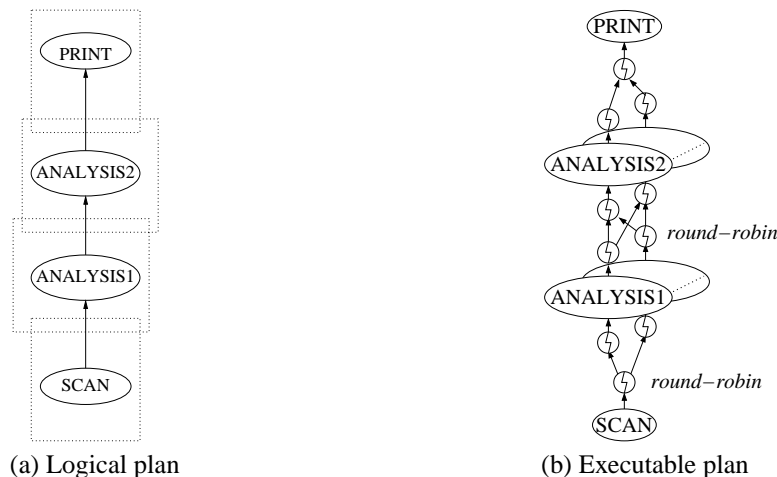 PRINT
ANALYSIS2
ANALYSIS1
SCAN
(a) Logical plan
PRINT
ANALYSIS2
round−robin
ANALYSIS1
round−robin
SCAN
(b) Executable plan